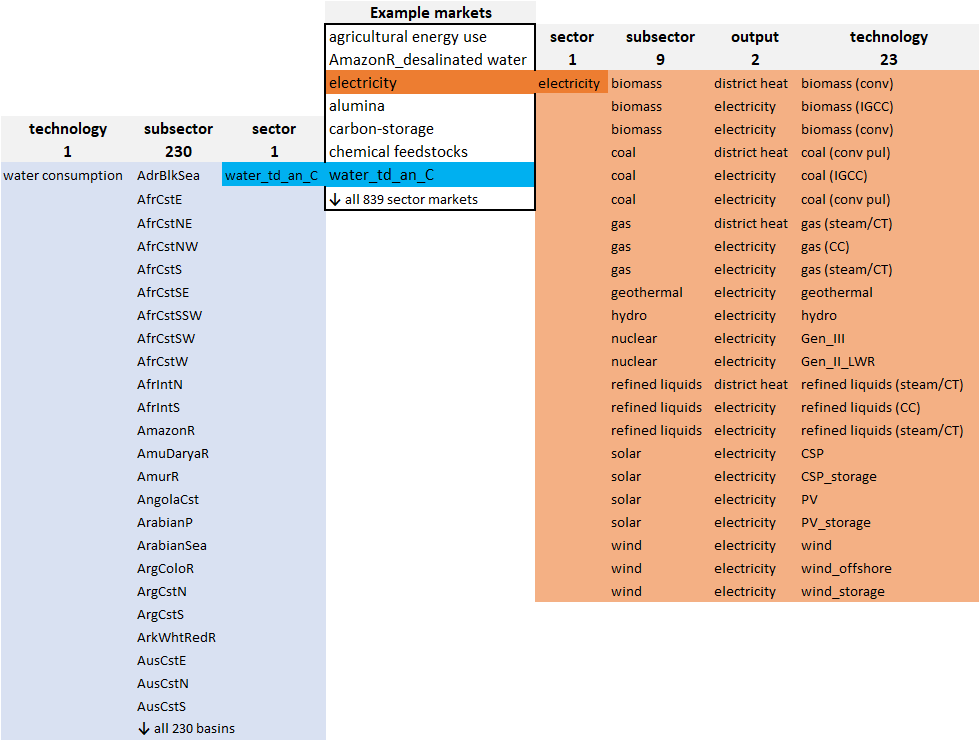 Example markets
agricultural energy use
AmazonR_desalinated water
electricity
alumina
carbon-storage
chemical feedstocks
water_td_an_C
↓ all 839 sector markets
technology subsector sector
1 230 1
water consumption AdrBlkSea water_td_an_C
AfrCstE
AfrCstNE
AfrCstNW
AfrCstS
AfrCstSE
AfrCstSSW
AfrCstSW
AfrCstW
AfrIntN
AfrIntS
AmazonR
AmuDaryaR
AmurR
AngolaCst
ArabianP
ArabianSea
ArgColoR
ArgCstN
ArgCstS
ArkWhtRedR
AusCstE
AusCstN
AusCstS
↓ all 230 basins
sector subsector output technology
1 9 2 23
electricity biomass district heat biomass (conv)
biomass electricity biomass (IGCC)
biomass electricity biomass (conv)
coal district heat coal (conv pul)
coal electricity coal (IGCC)
coal electricity coal (conv pul)
gas district heat gas (steam/CT)
gas electricity gas (CC)
gas electricity gas (steam/CT)
geothermal electricity geothermal
hydro electricity hydro
nuclear electricity Gen_III
nuclear electricity Gen_II_LWR
refined liquids district heat refined liquids (steam/CT)
refined liquids electricity refined liquids (CC)
refined liquids electricity refined liquids (steam/CT)
solar electricity CSP
solar electricity CSP_storage
solar electricity PV
solar electricity PV_storage
wind electricity wind
wind electricity wind_offshore
wind electricity wind_storage